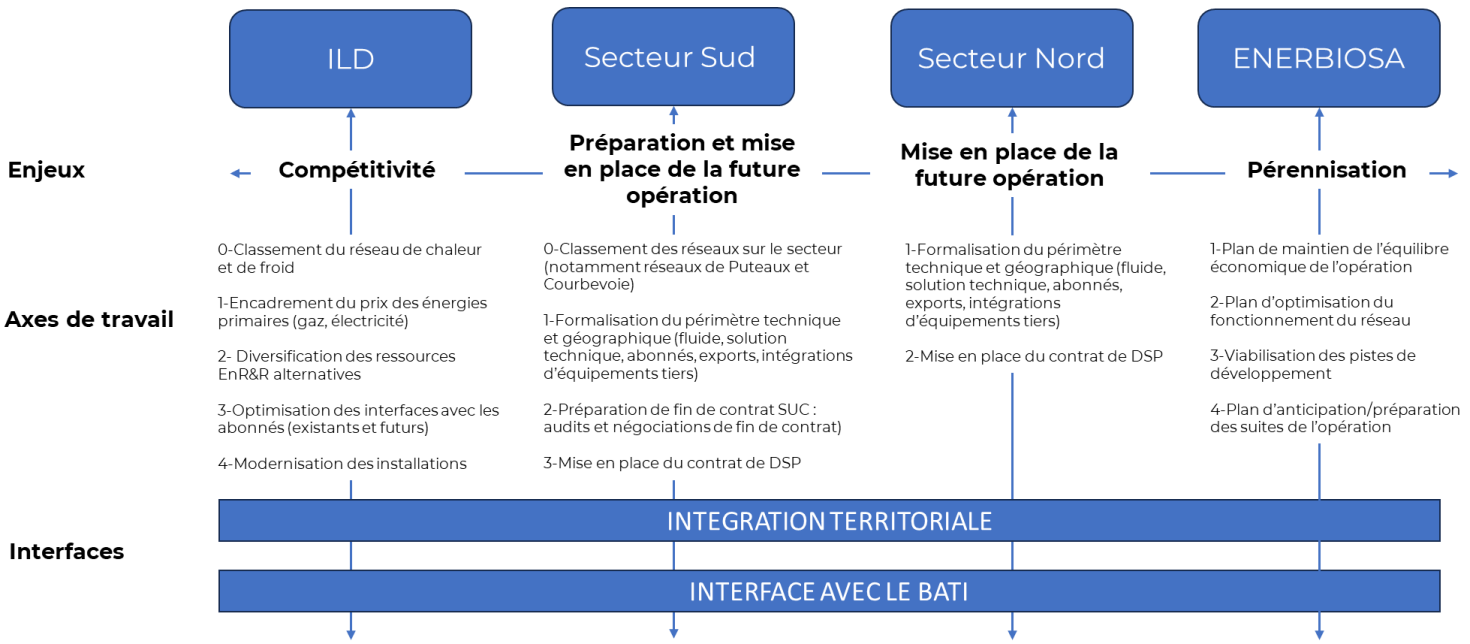 ILD
Secteur Sud
Secteur Nord
ENERBIOSA
Enjeux
Compétitivité
Préparation et mise
en place de la future
opération
Mise en place de la
future opération
Pérennisation
Axes de travail
0-Classement du réseau de chaleur
et de froid
1-Encadrement du prix des énergies
primaires (gaz, électricité)
2- Diversification des ressources
EnR&R alternatives
3-Optimisation des interfaces avec les
abonnés (existants et futurs)
4-Modernisation des installations
0-Classement des réseaux sur le secteur
(notamment réseaux de Puteaux et
Courbevoie)
1-Formalisation du périmètre technique
et géographique (fluide, solution
technique, abonnés, exports, intégrations
d’équipements tiers)
2-Préparation de fin de contrat SUC :
audits et négociations de fin de contrat)
3-Mise en place du contrat de DSP
1-Formalisation du périmètre
technique et géographique (fluide,
solution technique, abonnés,
exports, intégrations
d’équipements tiers)
2-Mise en place du contrat de DSP
1-Plan de maintien de l’équilibre
économique de l’opération
2-Plan d’optimisation du
fonctionnement du réseau
3-Viabilisation des pistes de
développement
4-Plan d’anticipation/préparation
des suites de l’opération
Interfaces
INTEGRATION TERRITORIALE
INTERFACE AVEC LE BATI